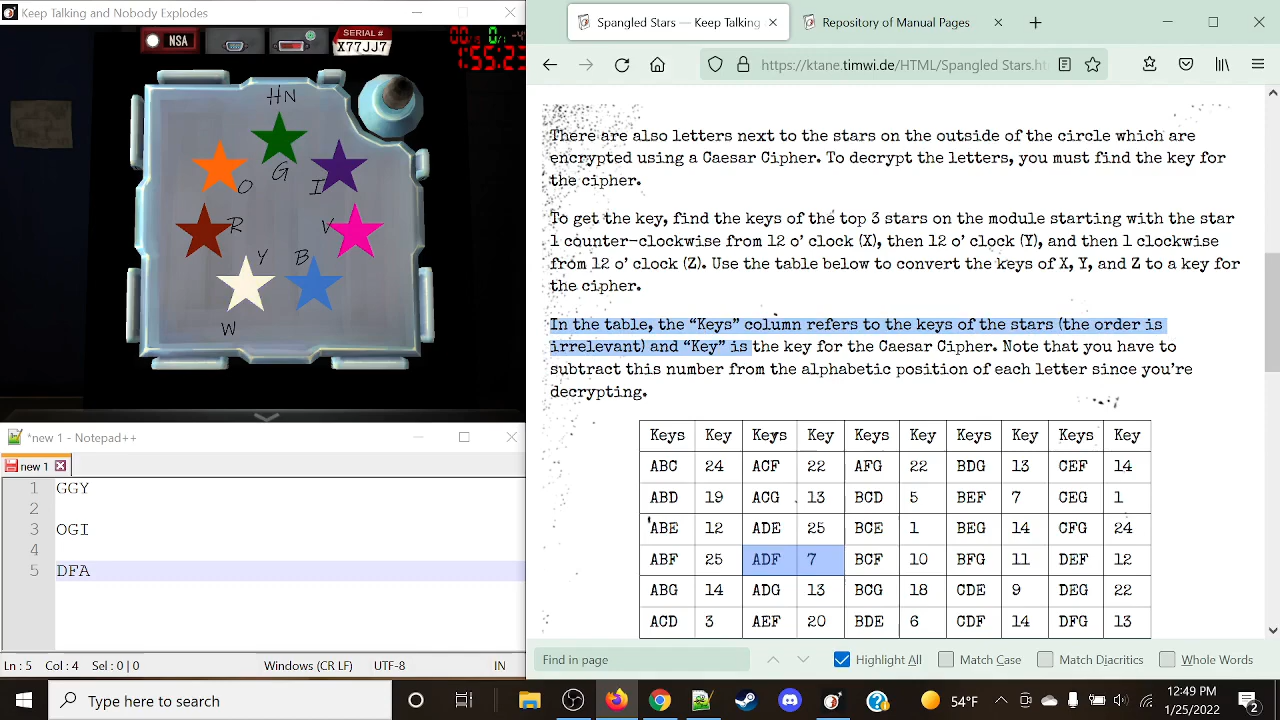 Keep Talking and Nobody Explodes
NSA
SERIAL #
X77JJ7
1:55:23
HN
G
O
I
R
V
Y
B
W
*new 1 - Notepad++
new 1
1 GGY
2
3 OGI
4
5 DFA
Ln : 5 Col : 4 Sel : 0 | 0
Windows (CR LF)
UTF-8
IN
Spangled Stars — Keep Talking
Repository of Manual Pages
https://ktane.timwi.de/HTML/Spangled Stars.ht
There are also letters next to the stars on the outside of the circle which are
encrypted using a Caesar Cipher. To decrypt the letters, you must find the key for
the cipher.
To get the key, find the keys of the top 3 stars on the module starting with the star
1 counter-clockwise from 12 o' clock (X), then 12 o' clock (Y), and then 1 clockwise
from 12 o' clock (Z). Use the table below to convert the keys of X, Y, and Z to a key for
the cipher.
In the table, the “Keys” column refers to the keys of the stars (the order is
irrelevant) and “Key” is the key for the Caesar Cipher. Note that you have to
subtract this number from the alphabetic position of each letter since you’re
decrypting.
Keys Key Keys Key Keys Key Keys Key Keys Key
ABC 24 ACF 22 AFG 22 BDG 13 CEF 14
ABD 19 ACG 13 BCD 5 BEF 7 CEG 1
ABE 12 ADE 25 BCE 1 BEG 14 CFG 24
ABF 25 ADF 7 BCF 10 BFG 11 DEF 12
ABG 14 ADG 13 BCG 18 CDE 9 DEG 22
ACD 3 AEF 20 BDE 6 CDF 14 DFG 13
Find in page
Highlight All
Match Case
Match Diacritics
Whole Words
Type here to search
12:49 PM
1/25/2022
2